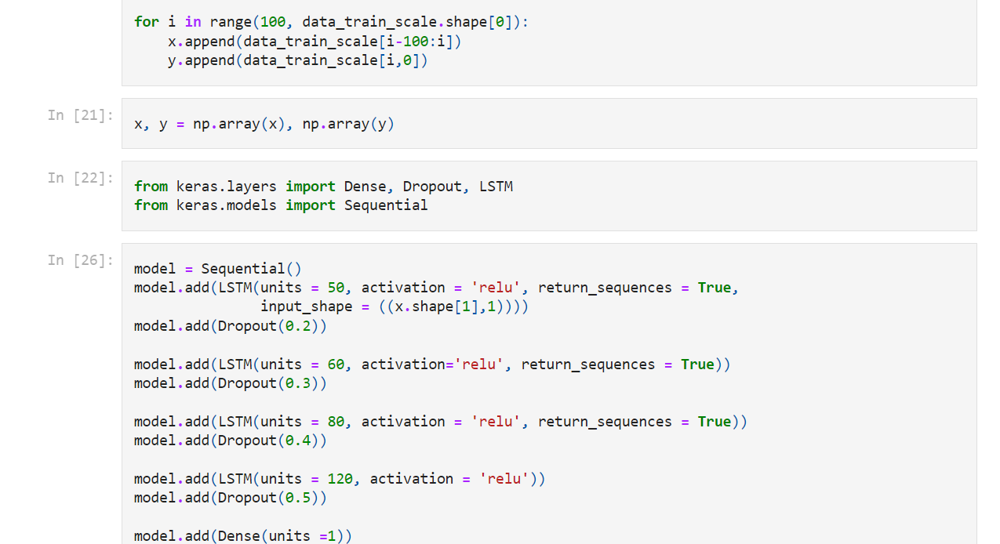 for i in range(100, data_train_scale.shape[0]):
    x.append(data_train_scale[i-100:i])
    y.append(data_train_scale[i,0])
In [21]:
x, y = np.array(x), np.array(y)
In [22]:
from keras.layers import Dense, Dropout, LSTM
from keras.models import Sequential
In [26]:
model = Sequential()
model.add(LSTM(units = 50, activation = 'relu', return_sequences = True,
               input_shape = ((x.shape[1],1))))
model.add(Dropout(0.2))
model.add(LSTM(units = 60, activation='relu', return_sequences = True))
model.add(Dropout(0.3))
model.add(LSTM(units = 80, activation = 'relu', return_sequences = True))
model.add(Dropout(0.4))
model.add(LSTM(units = 120, activation = 'relu'))
model.add(Dropout(0.5))
model.add(Dense(units =1))